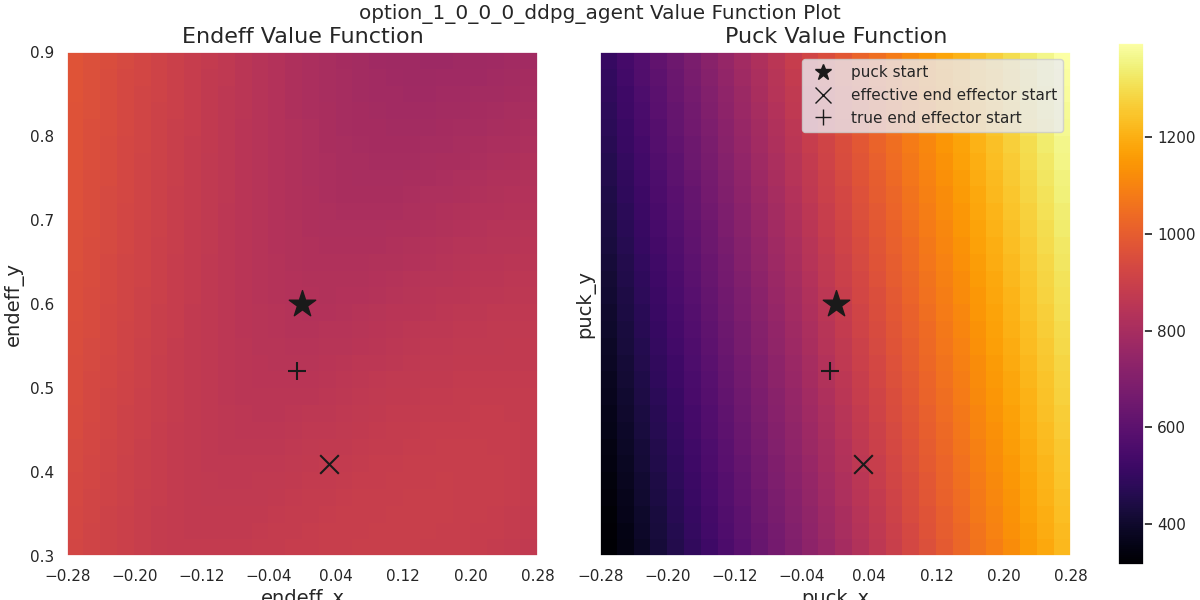 option_1_0_0_0_ddpg_agent Value Function Plot
Endeff Value Function
Puck Value Function
puck start
effective end effector start
true end effector start
0.9
0.8
0.7
0.6
0.5
0.4
0.3
endeff_y
−0.28 −0.20 −0.12 −0.04 0.04 0.12 0.20 0.28
endeff_x
puck_y
−0.28 −0.20 −0.12 −0.04 0.04 0.12 0.20 0.28
puck_x
1200
1000
800
600
400